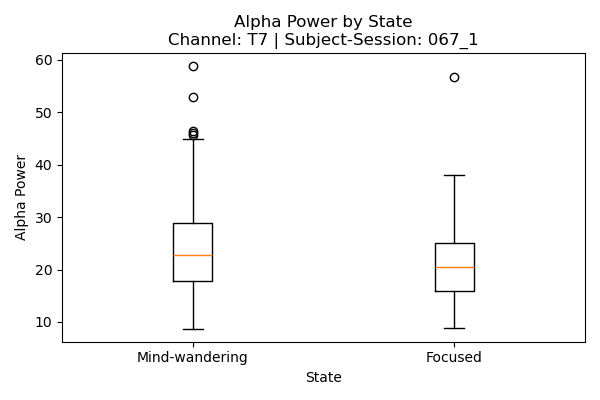 Alpha Power by State
Channel: T7 | Subject-Session: 067_1
Alpha Power
60
50
40
30
20
10
Mind-wandering
Focused
State